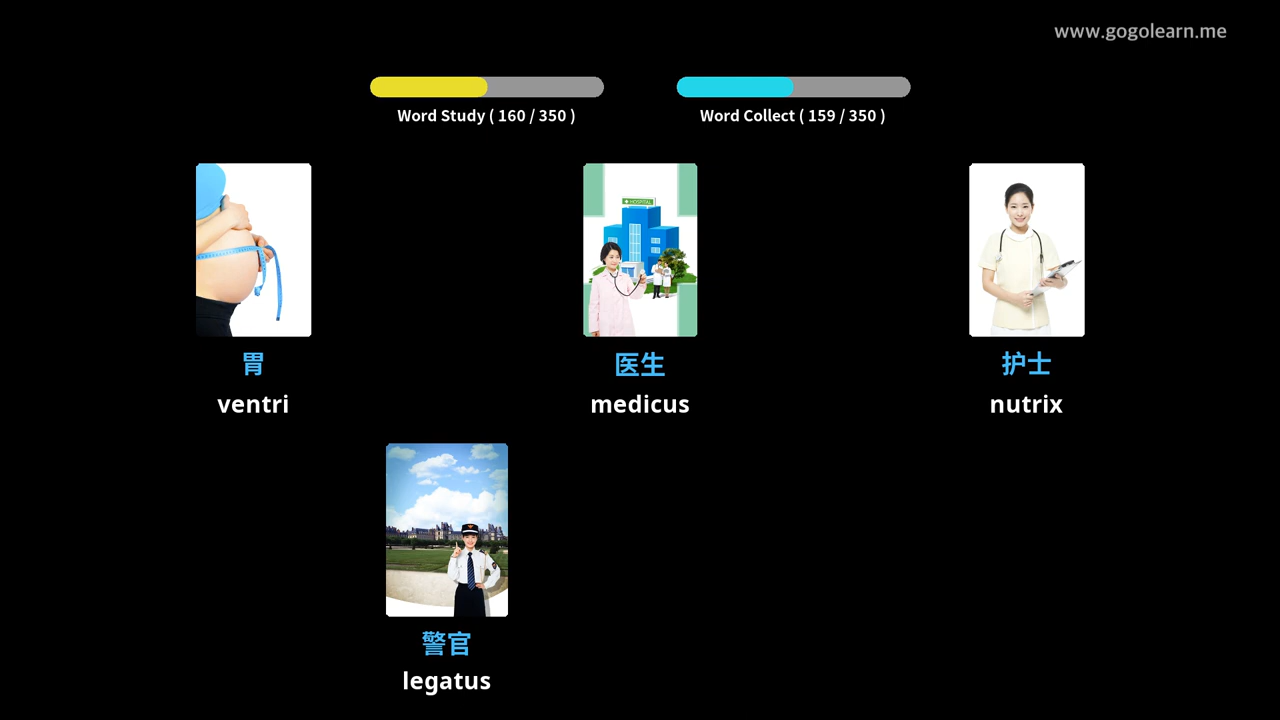 www.gogolearn.me
Word Study ( 160 / 350 )
Word Collect ( 159 / 350 )
HOSPITAL
胃
医生
护士
ventri
medicus
nutrix
警官
legatus